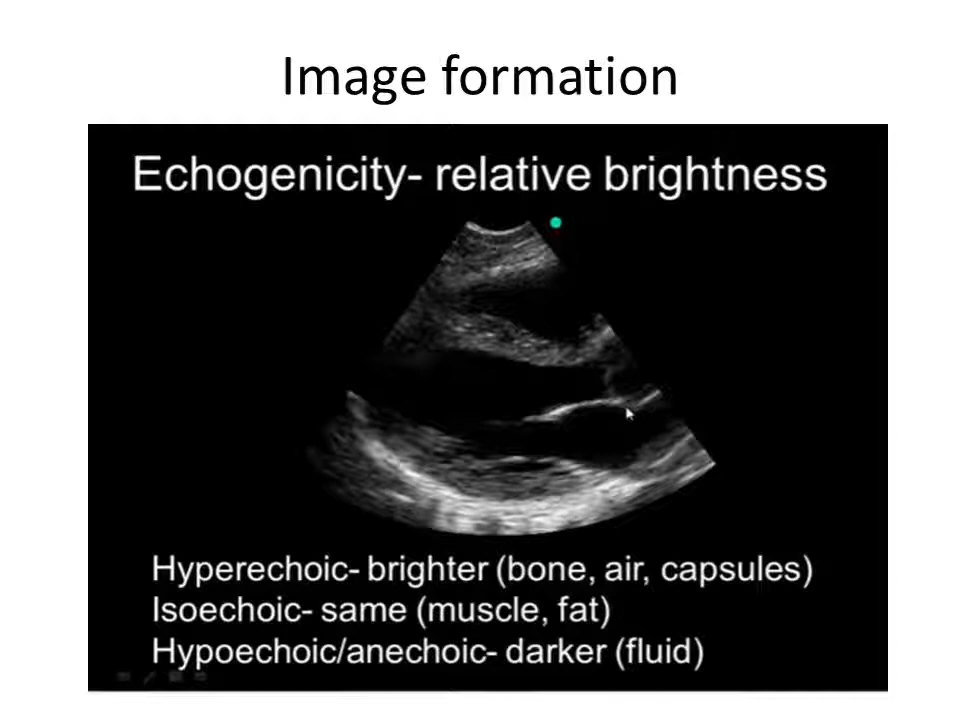 Image formation
Echogenicity- relative brightness
Hyperechoic- brighter (bone, air, capsules)
Isoechoic- same (muscle, fat)
Hypoechoic/anechoic- darker (fluid)